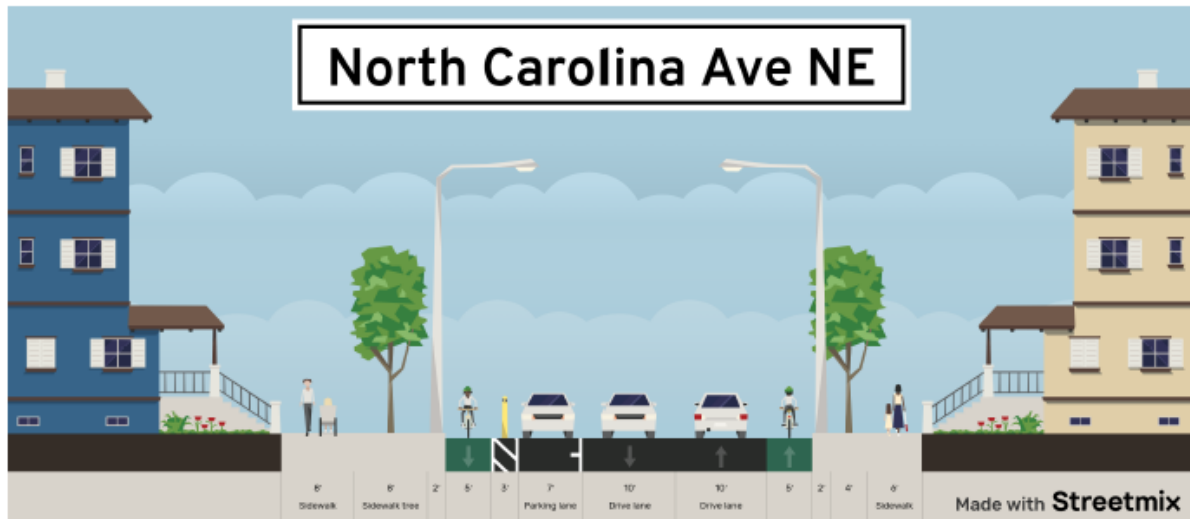 North Carolina Ave NE
8' 8' 2' 5' 3' 7' 10' 10' 5' 2' 4' 6'
Sidewalk Sidewalk tree Parking lane Drive lane Drive lane Sidewalk
Made with Streetmix